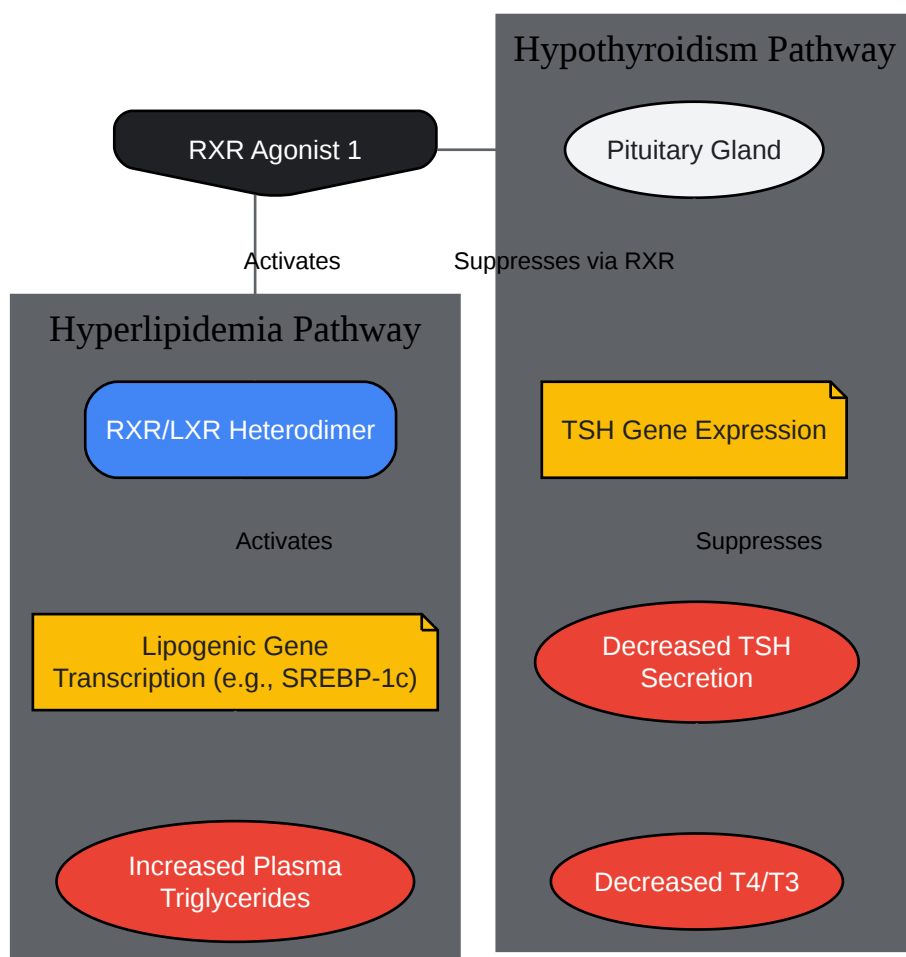 Hypothyroidism Pathway
RXR Agonist 1
Pituitary Gland
Activates
Suppresses via RXR
Hyperlipidemia Pathway
RXR/LXR Heterodimer
TSH Gene Expression
Activates
Suppresses
Lipogenic Gene
Transcription (e.g., SREBP-1c)
Decreased TSH
Secretion
Increased Plasma
Triglycerides
Decreased T4/T3